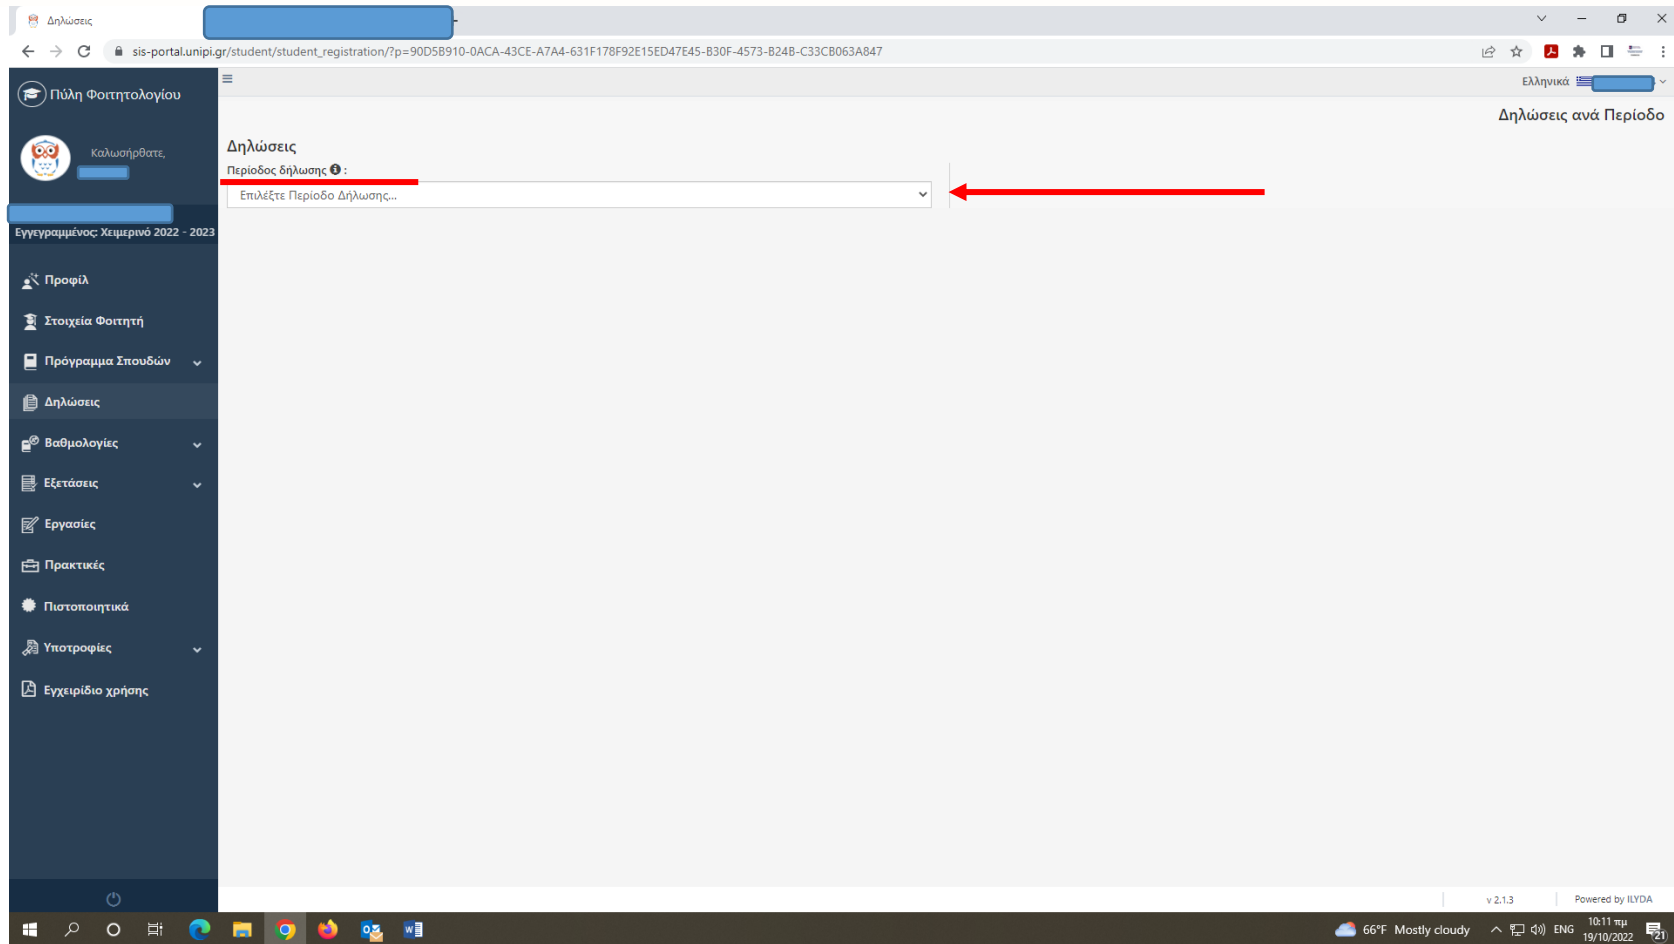 Δηλώσεις
sis-portal.unipi.gr/student/student_registration/?p=90D5B910-0ACA-43CE-A7A4-631F178F92E15ED47E45-B30F-4573-B24B-C33CB063A847
Πύλη Φοιτητολογίου
Ελληνικά
Δηλώσεις ανά Περίοδο
Καλωσήρθατε,
Δηλώσεις
Περίοδος δήλωσης :
Επιλέξτε Περίοδο Δήλωσης...
Εγγεγραμμένος: Χειμερινό 2022 - 2023
Προφίλ
Στοιχεία Φοιτητή
Πρόγραμμα Σπουδών
Δηλώσεις
Βαθμολογίες
Εξετάσεις
Εργασίες
Πρακτικές
Πιστοποιητικά
Υποτροφίες
Εγχειρίδιο χρήσης
v 2.1.3
Powered by ILYDA
66°F Mostly cloudy
ENG
10:11 πμ
19/10/2022
21